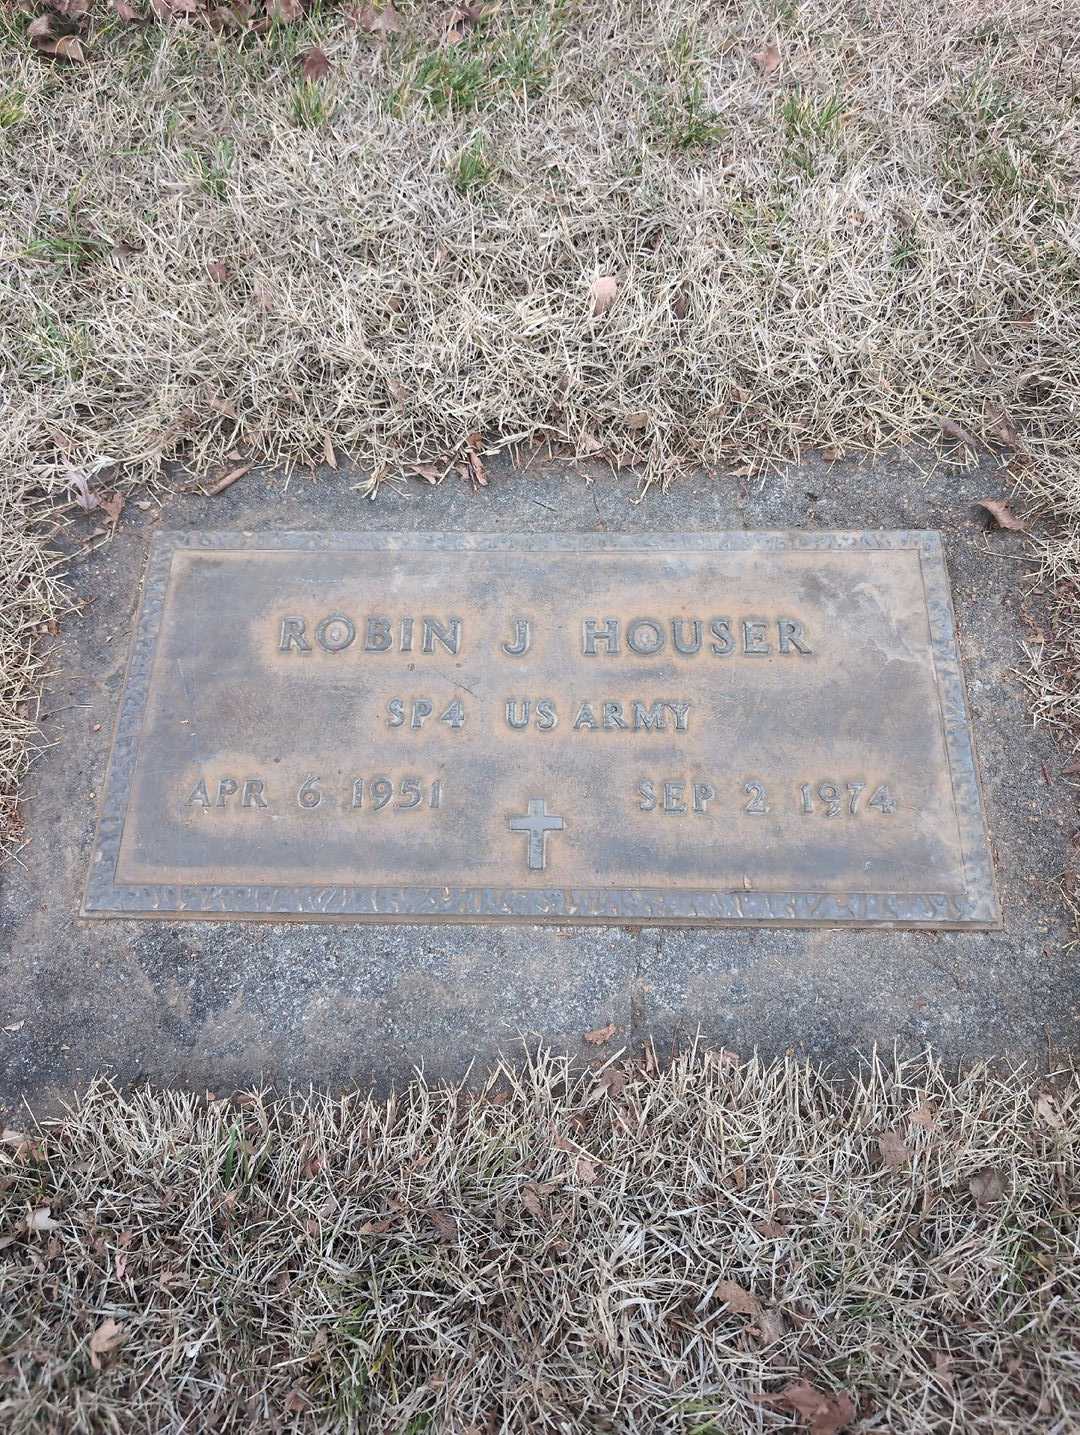 ROBIN J HOUSER
SP4 US ARMY
APR 6 1951 SEP 2 1974